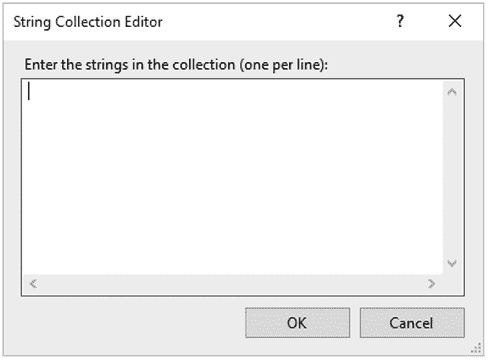 String Collection Editor
Enter the strings in the collection (one per line):
OK
Cancel